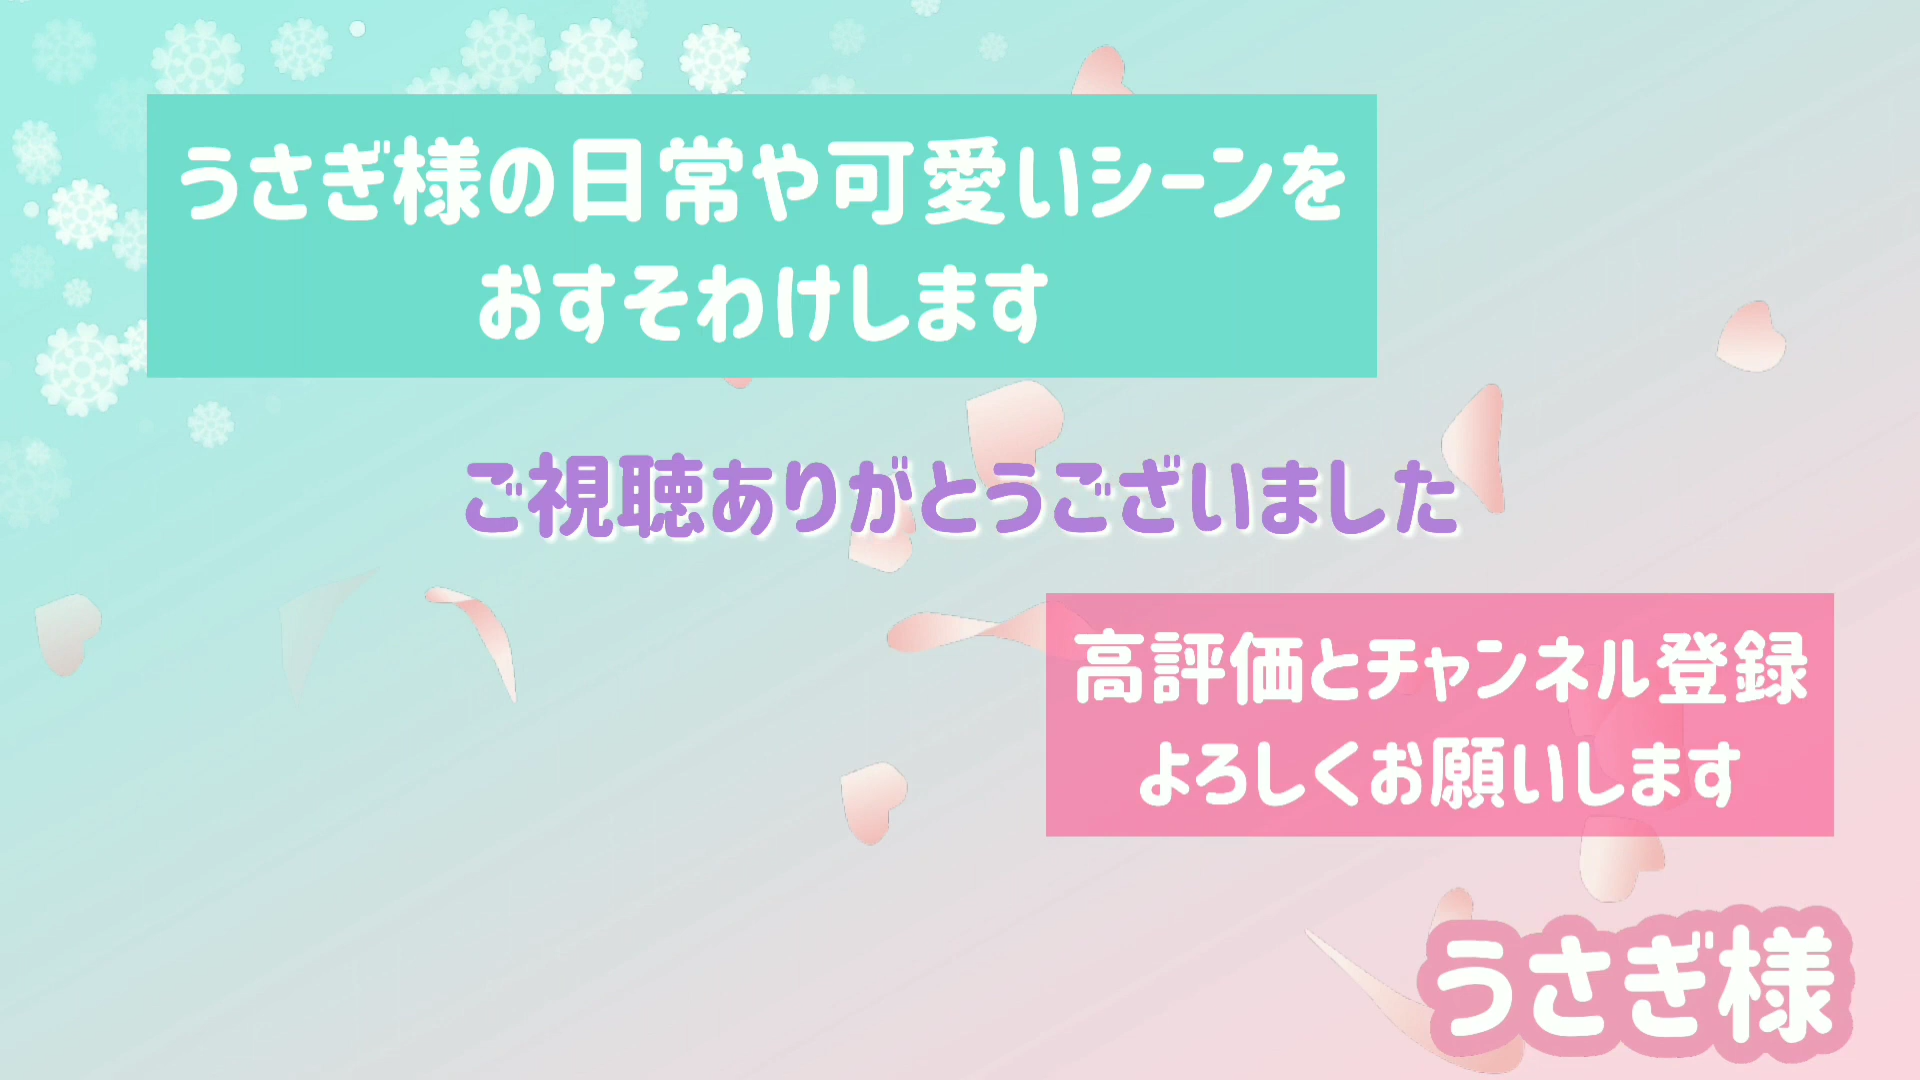 うさぎ様の日常や可愛いシーンを
おすそわけします
ご視聴ありがとうございました
高評価とチャンネル登録
よろしくお願いします
うさぎ様